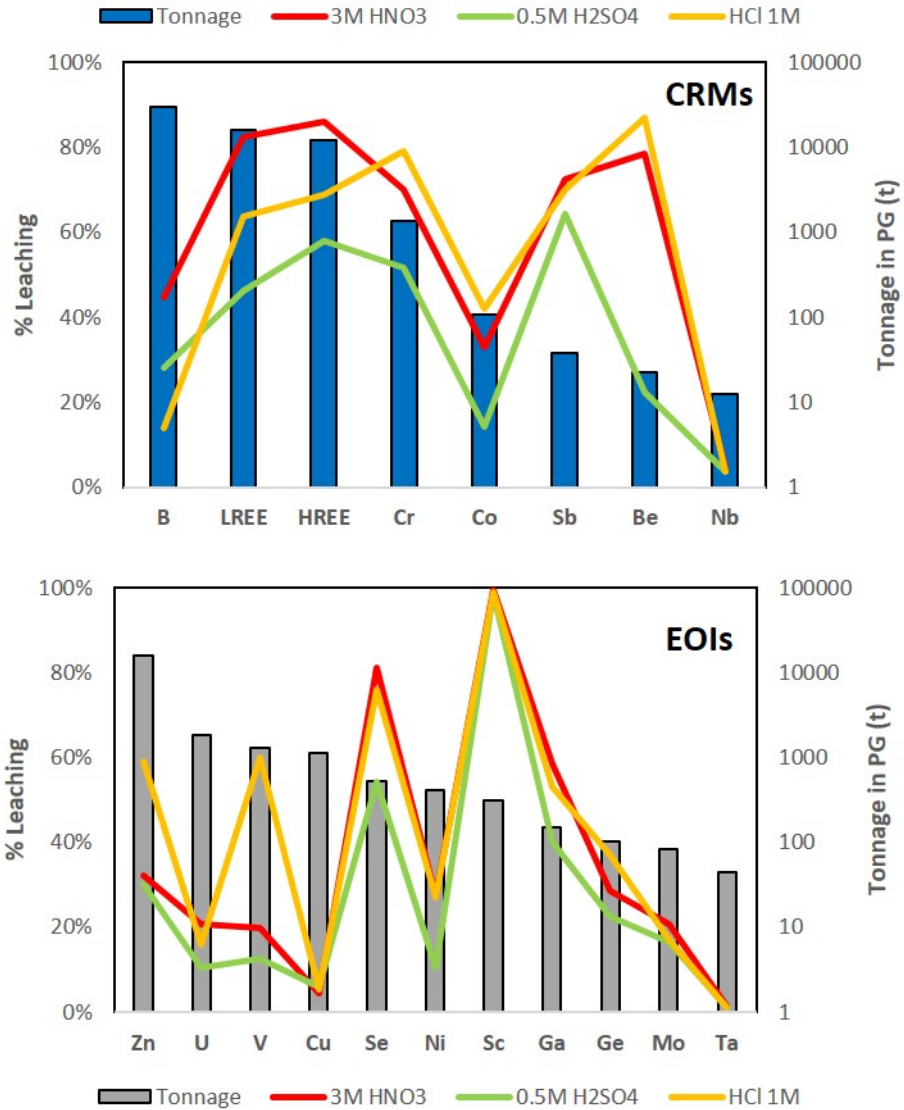 Tonnage 3M HNO3 0.5M H2SO4 HCl 1M
CRMs
% Leaching
100%
80%
60%
40%
20%
0%
100000
10000
1000
100
10
1
Tonnage in PG (t)
B LREE HREE Cr Co Sb Be Nb
EOIs
% Leaching
100%
80%
60%
40%
20%
0%
100000
10000
1000
100
10
1
Tonnage in PG (t)
Zn U V Cu Se Ni Sc Ga Ge Mo Ta
Tonnage 3M HNO3 0.5M H2SO4 HCl 1M